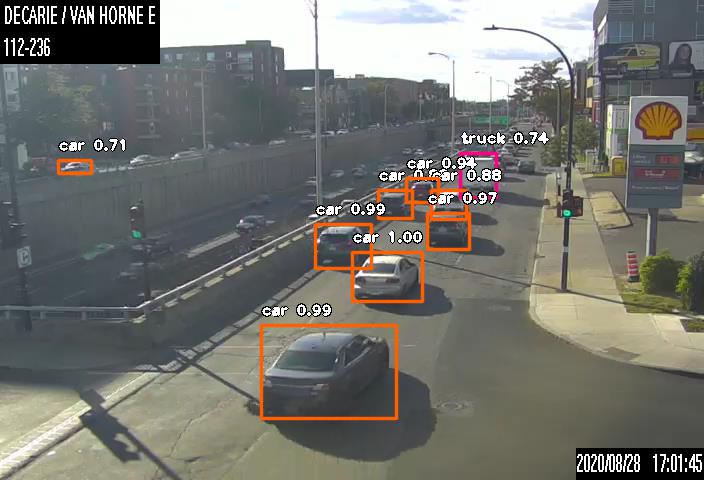 DECARIE / VAN HORNE E
112-236
car 0.71
truck 0.74
car 0.94
car 0.88
car 0.97
car 0.99
car 1.00
car 0.99
2020/08/28 17:01:45